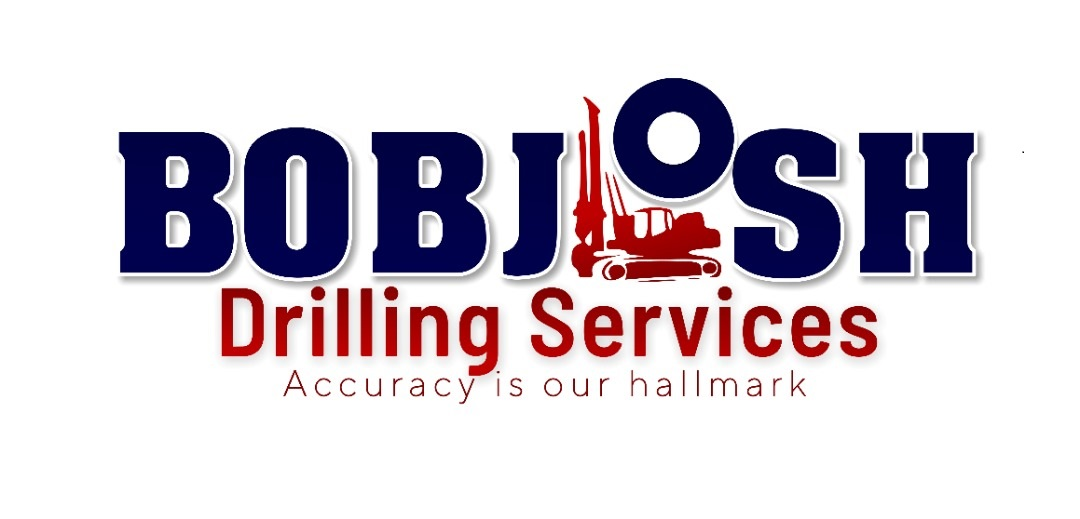 BOBJOSH
Drilling Services
Accuracy is our hallmark